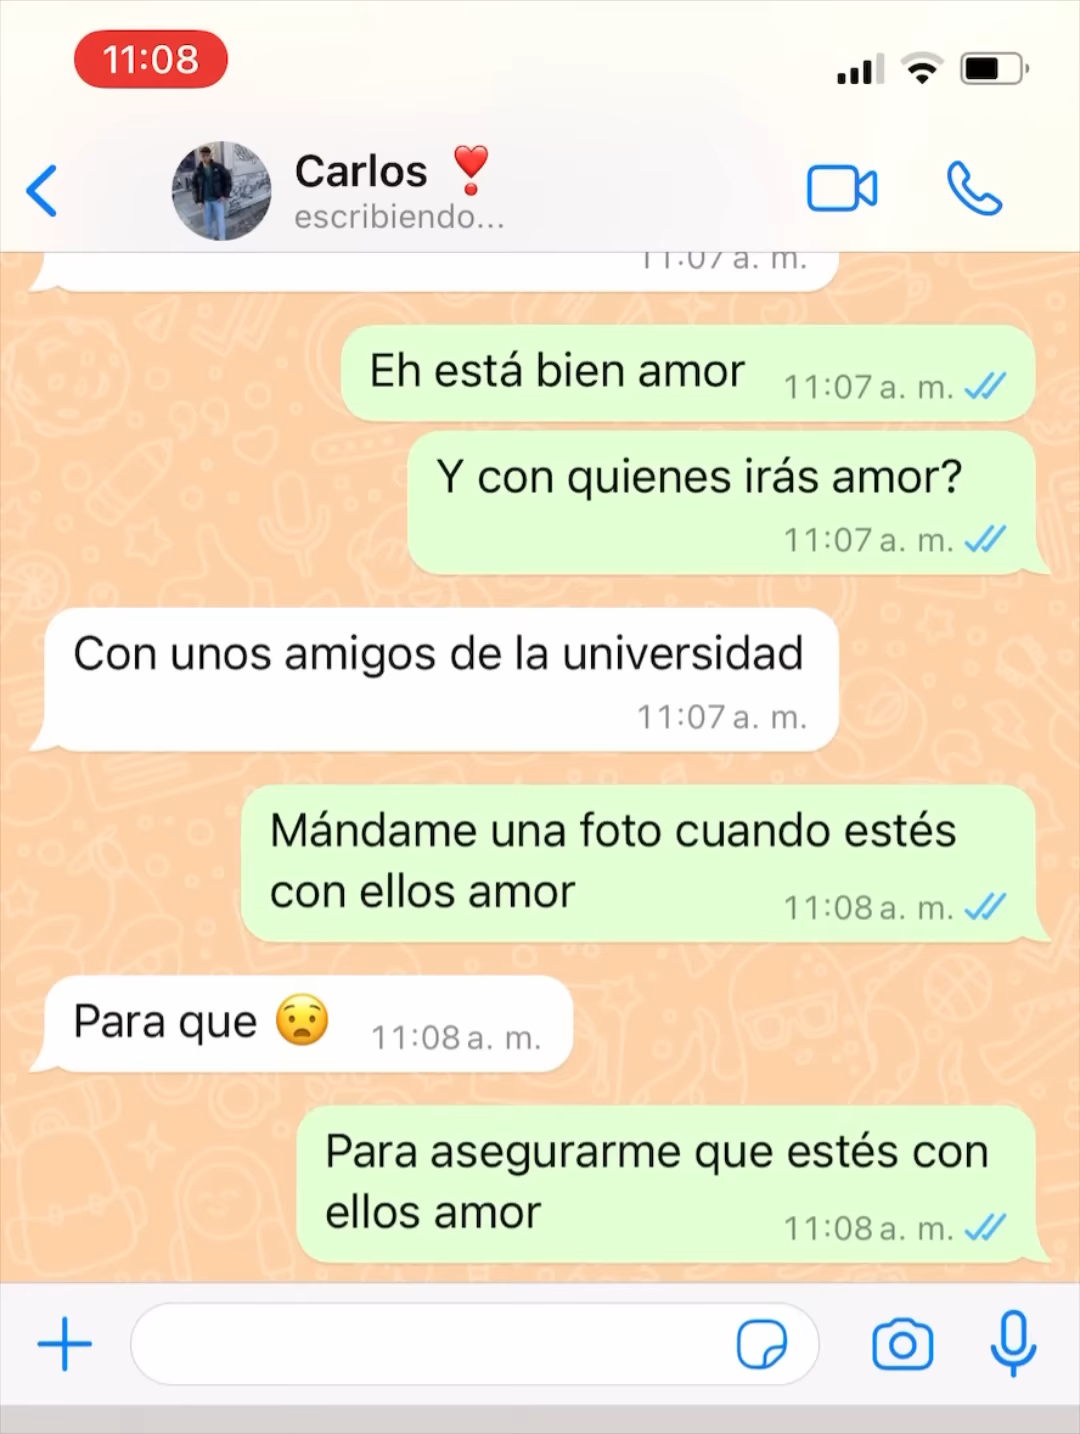 11:08
Carlos ❣️
escribiendo...
11:07 a. m.
Eh está bien amor 11:07 a. m.
Y con quienes irás amor?
11:07 a. m.
Con unos amigos de la universidad
11:07 a. m.
Mándame una foto cuando estés
con ellos amor 11:08 a. m.
Para que 😧 11:08 a. m.
Para asegurarme que estés con
ellos amor 11:08 a. m.